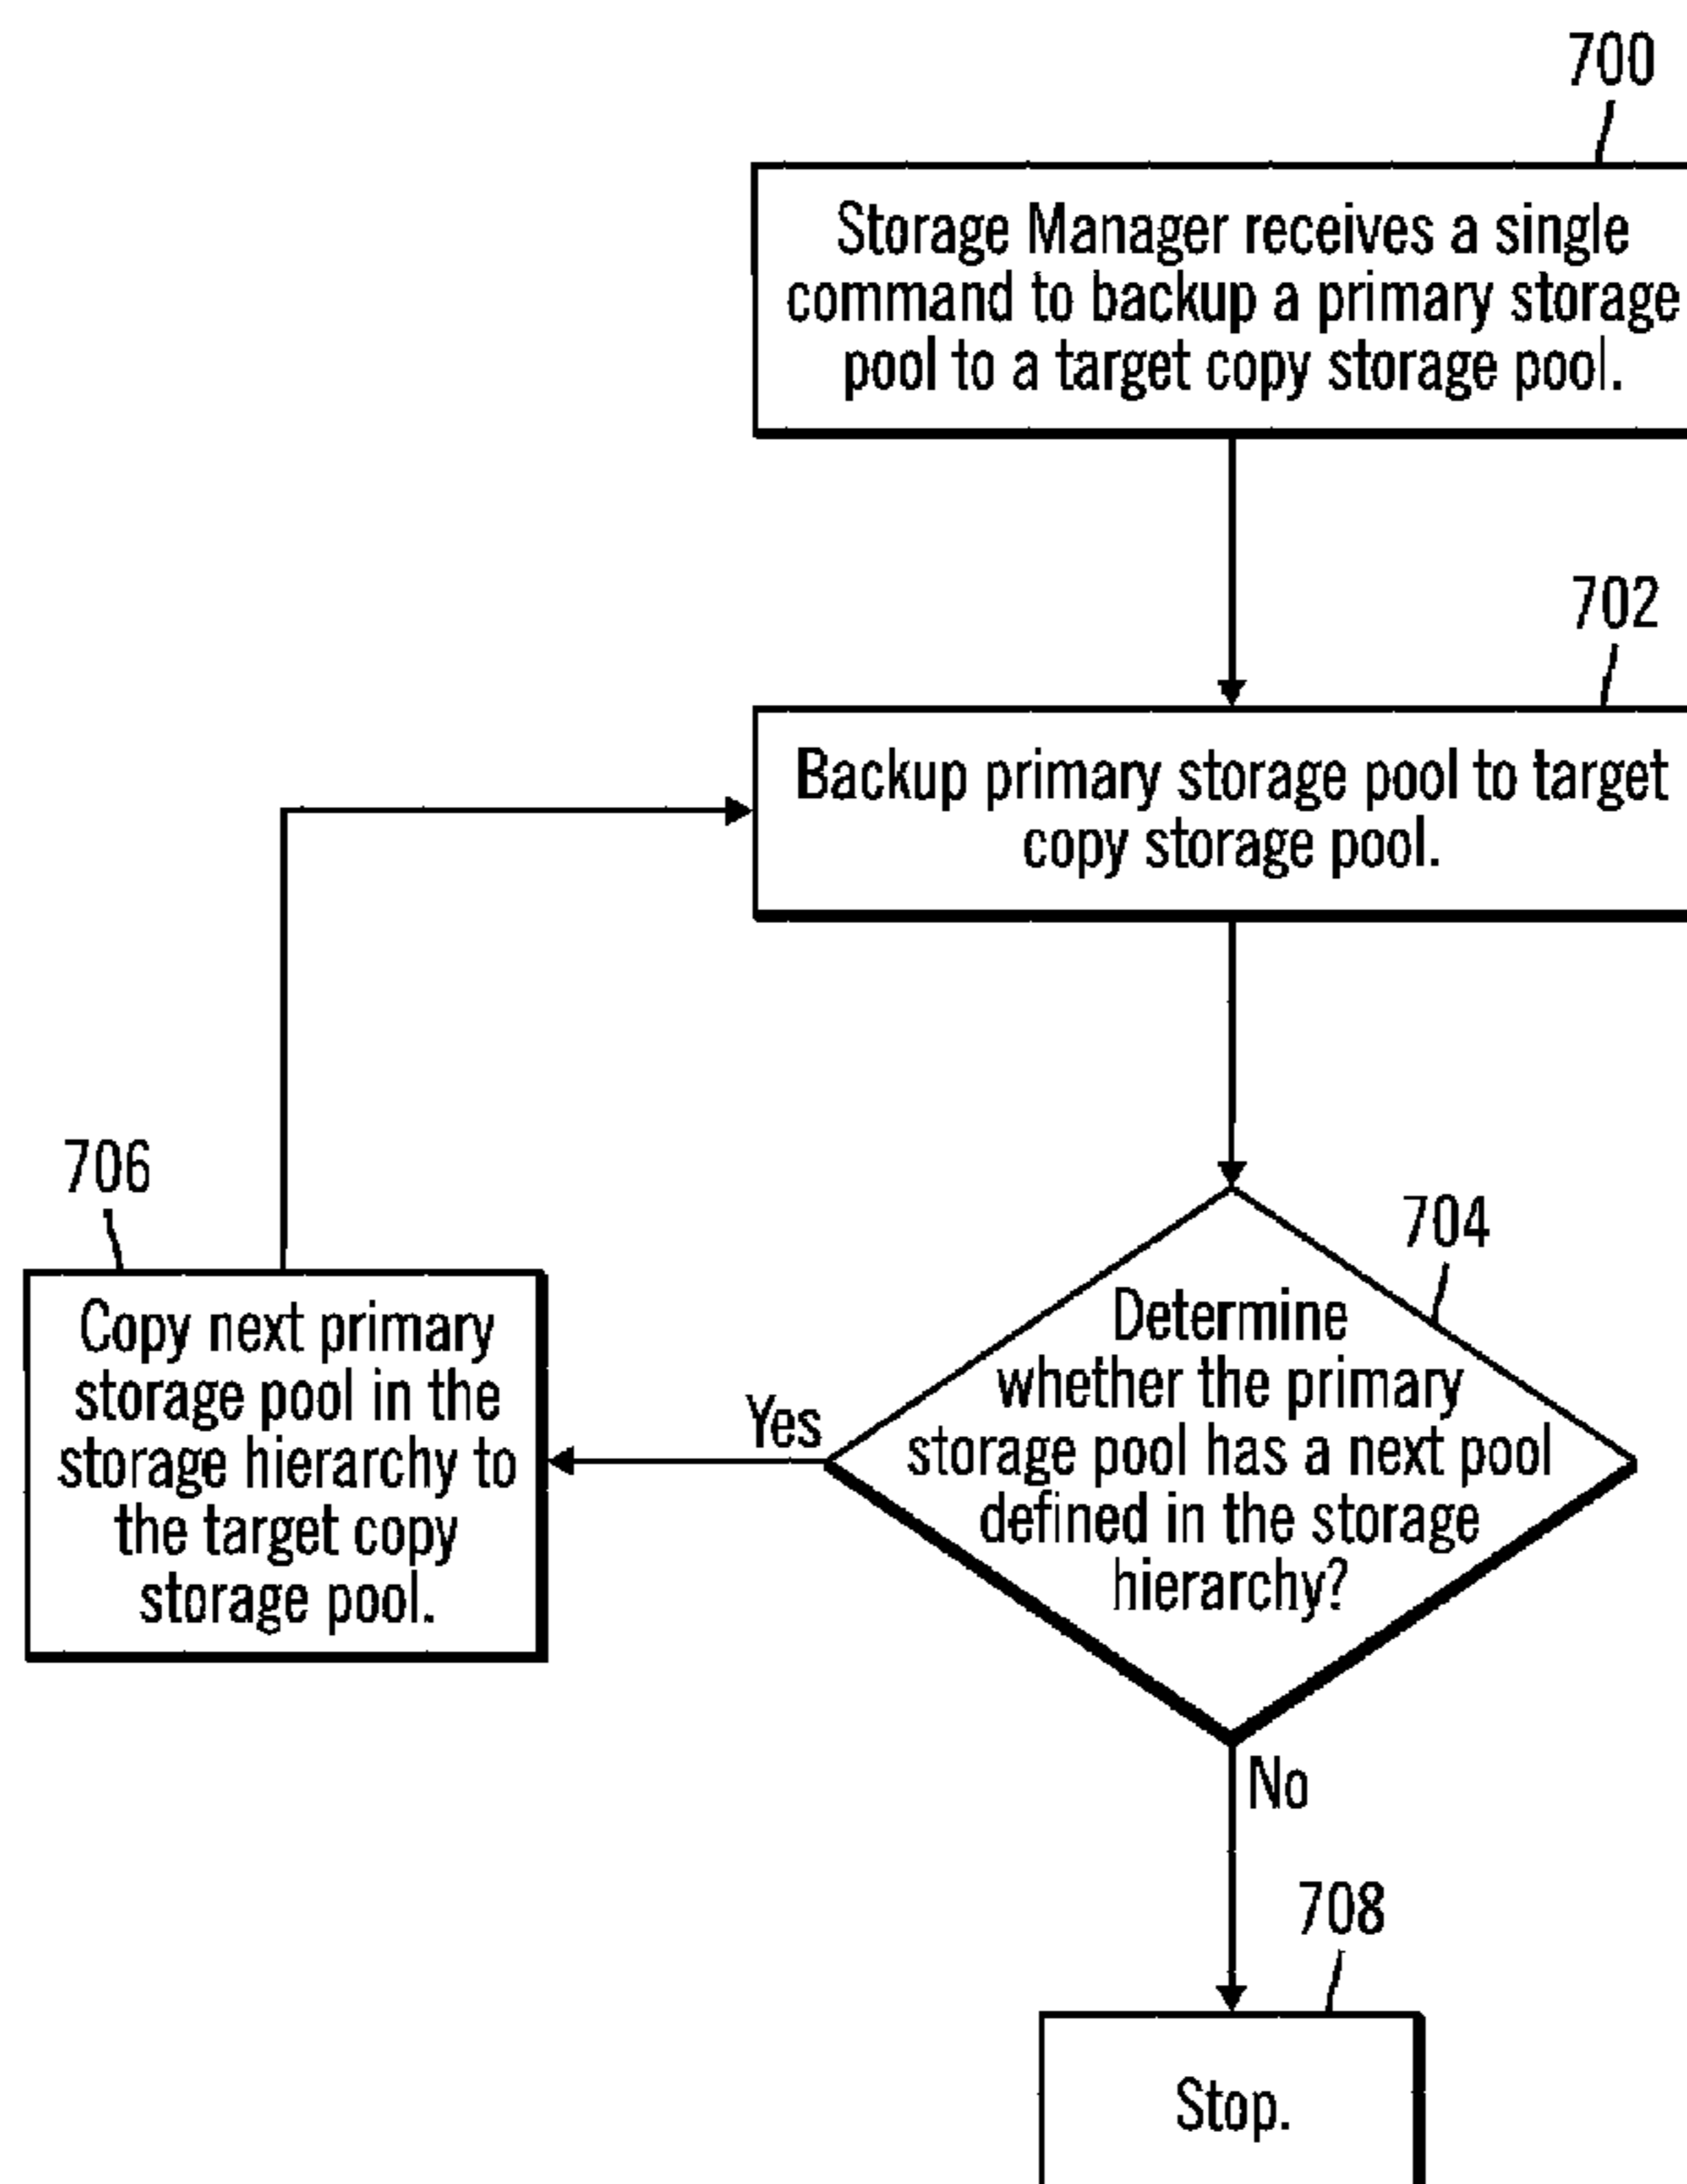 700
Storage Manager receives a single
command to backup a primary storage
pool to a target copy storage pool.
702
Backup primary storage pool to target
copy storage pool.
706
Copy next primary
storage pool in the
storage hierarchy to
the target copy
storage pool.
704
Determine
whether the primary
storage pool has a next pool
defined in the storage
hierarchy?
Yes
No
708
Stop.